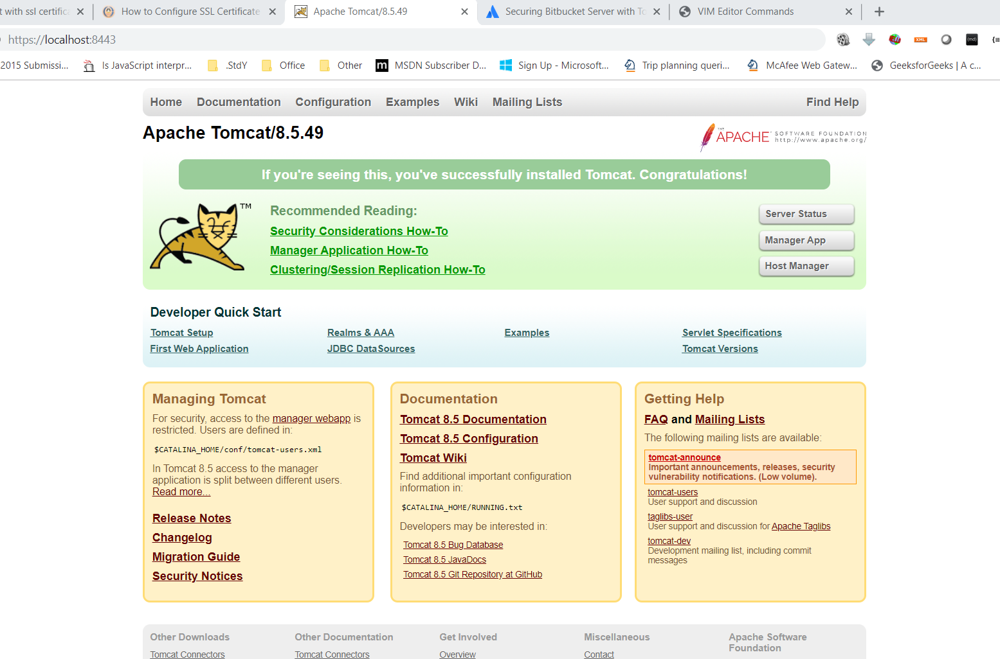 t with ssl certifica
How to Configure SSL Certificate
Apache Tomcat/8.5.49
Securing Bitbucket Server with To
VIM Editor Commands
https://localhost:8443
XML
(md)
2015 Submissi...
Is JavaScript interpr...
.StdY
Office
Other
m
MSDN Subscriber D...
Sign Up - Microsoft...
Trip planning queri...
McAfee Web Gatew...
GeeksforGeeks | A c...
Home Documentation Configuration Examples Wiki Mailing Lists Find Help
Apache Tomcat/8.5.49
THE APACHE SOFTWARE FOUNDATION
http://www.apache.org/
If you're seeing this, you've successfully installed Tomcat. Congratulations!
TM
Recommended Reading:
Security Considerations How-To
Manager Application How-To
Clustering/Session Replication How-To
Server Status
Manager App
Host Manager
Developer Quick Start
Tomcat Setup
First Web Application
Realms & AAA
JDBC DataSources
Examples
Servlet Specifications
Tomcat Versions
Managing Tomcat
For security, access to the manager webapp is
restricted. Users are defined in:
$CATALINA_HOME/conf/tomcat-users.xml
In Tomcat 8.5 access to the manager
application is split between different users.
Read more...
Release Notes
Changelog
Migration Guide
Security Notices
Documentation
Tomcat 8.5 Documentation
Tomcat 8.5 Configuration
Tomcat Wiki
Find additional important configuration
information in:
$CATALINA_HOME/RUNNING.txt
Developers may be interested in:
Tomcat 8.5 Bug Database
Tomcat 8.5 JavaDocs
Tomcat 8.5 Git Repository at GitHub
Getting Help
FAQ and Mailing Lists
The following mailing lists are available:
tomcat-announce
Important announcements, releases, security
vulnerability notifications. (Low volume).
tomcat-users
User support and discussion
taglibs-user
User support and discussion for Apache Taglibs
tomcat-dev
Development mailing list, including commit
messages
Other Downloads
Tomcat Connectors
Other Documentation
Tomcat Connectors
Get Involved
Overview
Miscellaneous
Contact
Apache Software
Foundation